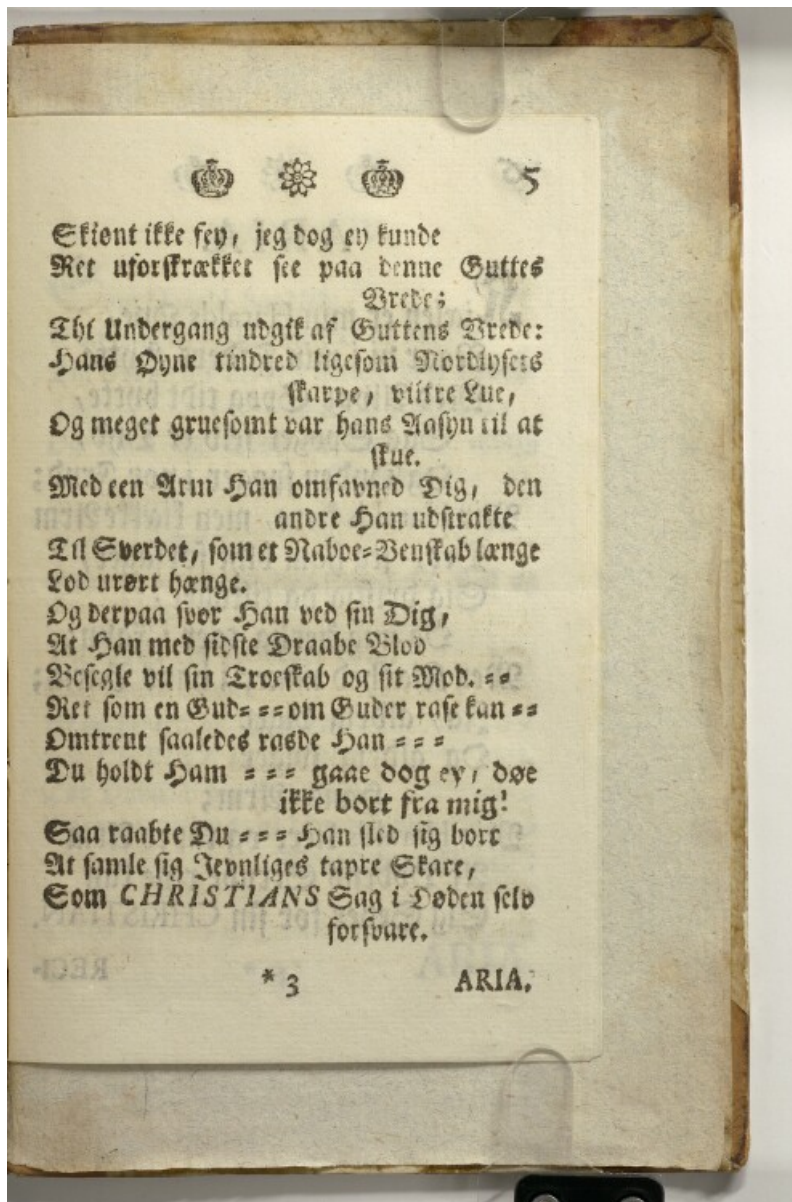 5
Skiønt ikke fey, jeg dog ey kunde
Ret uforskrækket see paa denne Guttes
Vrede;
Thi Undergang udgik af Guttens Vrede:
Hans Øyne tindred ligesom Nordlysets
skarpe, viltre Lue,
Og meget gruesomt var hans Aasyn til at
skue.
Med een Arm Han omfavned Dig, den
andre Han udstrakte
Til Sverdet, som et Naboe-Venskab længe
Lod urørt hænge.
Og derpaa svor Han ved sin Dig,
At Han med sidste Draabe Blod
Besegle vil sin Troeskab og sit Mod. = =
Ret som en Gud= = = om Guder rase kan = =
Omtrent saaledes rasde Han = = =
Du holdt Ham = = = gaae dog ey, døe
ikke bort fra mig!
Saa raabte Du = = = Han sled sig bort
At samle sig Jevnliges tapre Skare,
Som CHRISTIANS Sag i Døden selv
forsvare.
* 3 ARIA.